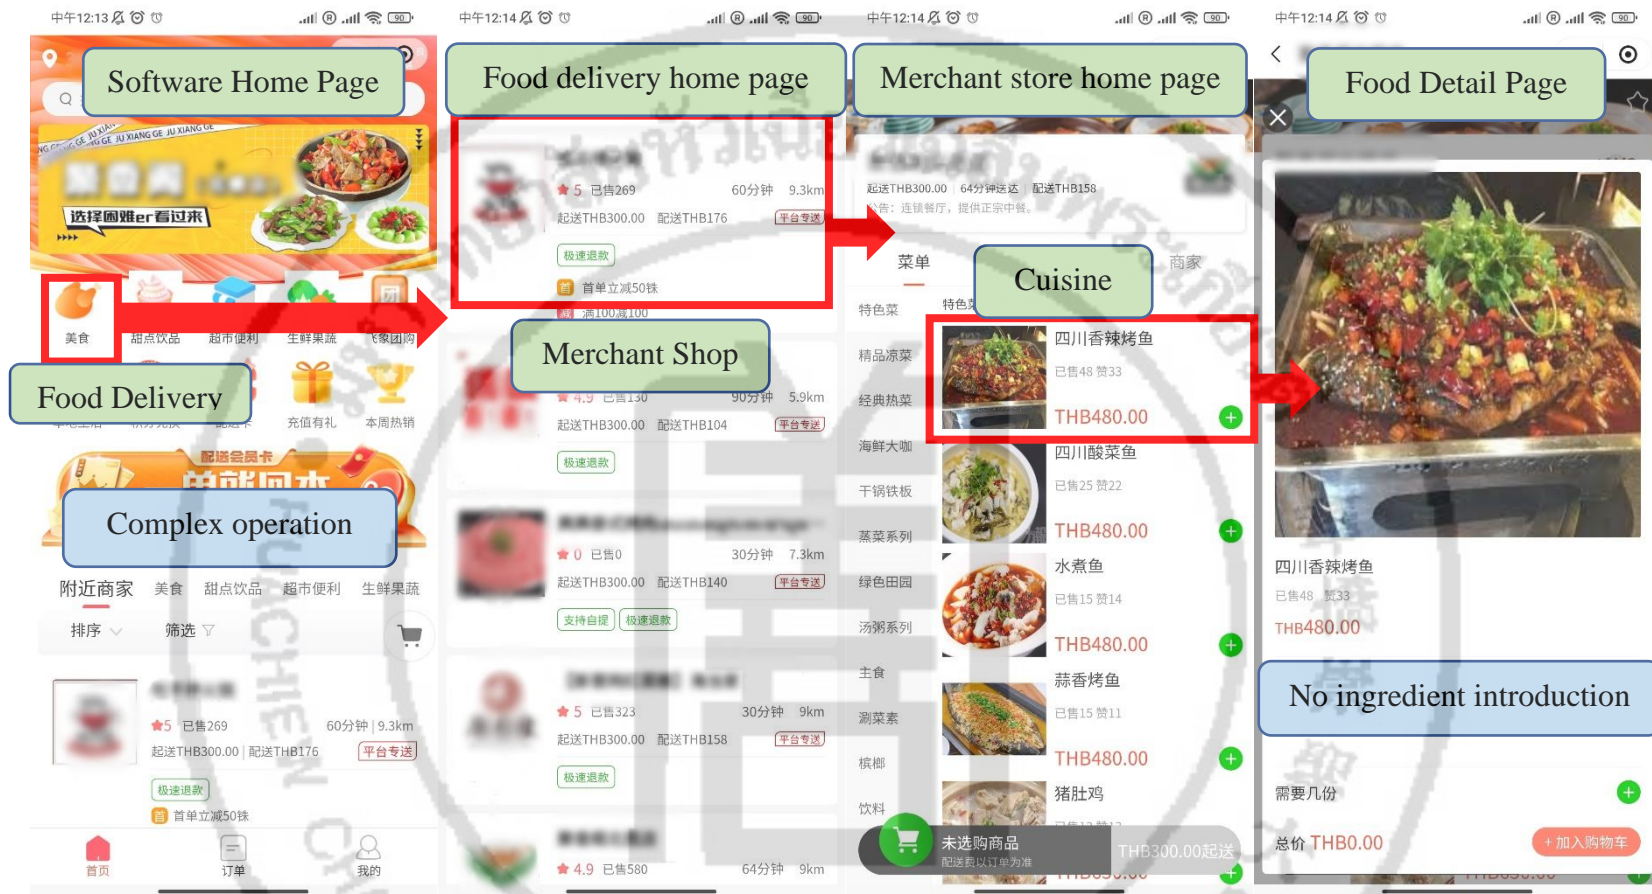 中午12:13
90
Software Home Page
JU XIANG GE JU XIANG GE
选择困难er看过来
美食
甜点饮品
超市便利
生鲜果蔬
飞象团购
Food Delivery
充值有礼
本周热销
配送会员卡
Complex operation
附近商家
美食
甜点饮品
超市便利
生鲜果蔬
排序
筛选
5 已售269
60分钟 | 9.3km
起送THB300.00 | 配送THB176
平台专送
极速退款
首 首单立减50铢
首页
订单
我的
中午12:14
90
Food delivery home page
5 已售269
60分钟 9.3km
起送THB300.00 配送THB176
平台专送
极速退款
首 首单立减50铢
减 满100减100
Merchant Shop
4.9 已售130
90分钟 5.9km
起送THB300.00 配送THB104
平台专送
极速退款
0 已售0
30分钟 7.3km
起送THB300.00 配送THB140
平台专送
支持自提 极速退款
5 已售323
30分钟 9km
起送THB300.00 配送THB158
平台专送
极速退款
4.9 已售580
64分钟 9km
中午12:14
90
Merchant store home page
起送THB300.00 | 64分钟送达 | 配送THB158
公告：连锁餐厅，提供正宗中餐。
菜单
商家
Cuisine
特色菜
精品凉菜
经典热菜
海鲜大咖
干锅铁板
蒸菜系列
绿色田园
汤粥系列
主食
涮菜素
槟榔
饮料
特色菜
四川香辣烤鱼
已售48 赞33
THB480.00
四川酸菜鱼
已售25 赞22
THB480.00
水煮鱼
已售15 赞14
THB480.00
蒜香烤鱼
已售15 赞11
THB480.00
猪肚鸡
未选购商品
配送费以订单为准
THB300.00起送
中午12:14
90
Food Detail Page
四川香辣烤鱼
已售48 赞33
THB480.00
No ingredient introduction
需要几份
总价 THB0.00
+ 加入购物车